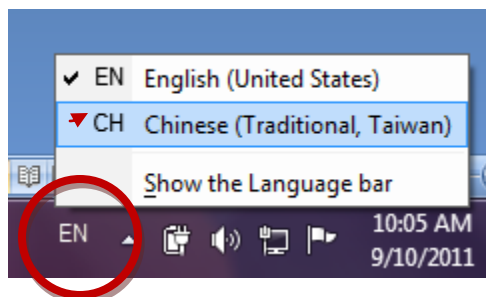 EN English (United States)
CH Chinese (Traditional, Taiwan)
Show the Language bar
EN
10:05 AM
9/10/2011